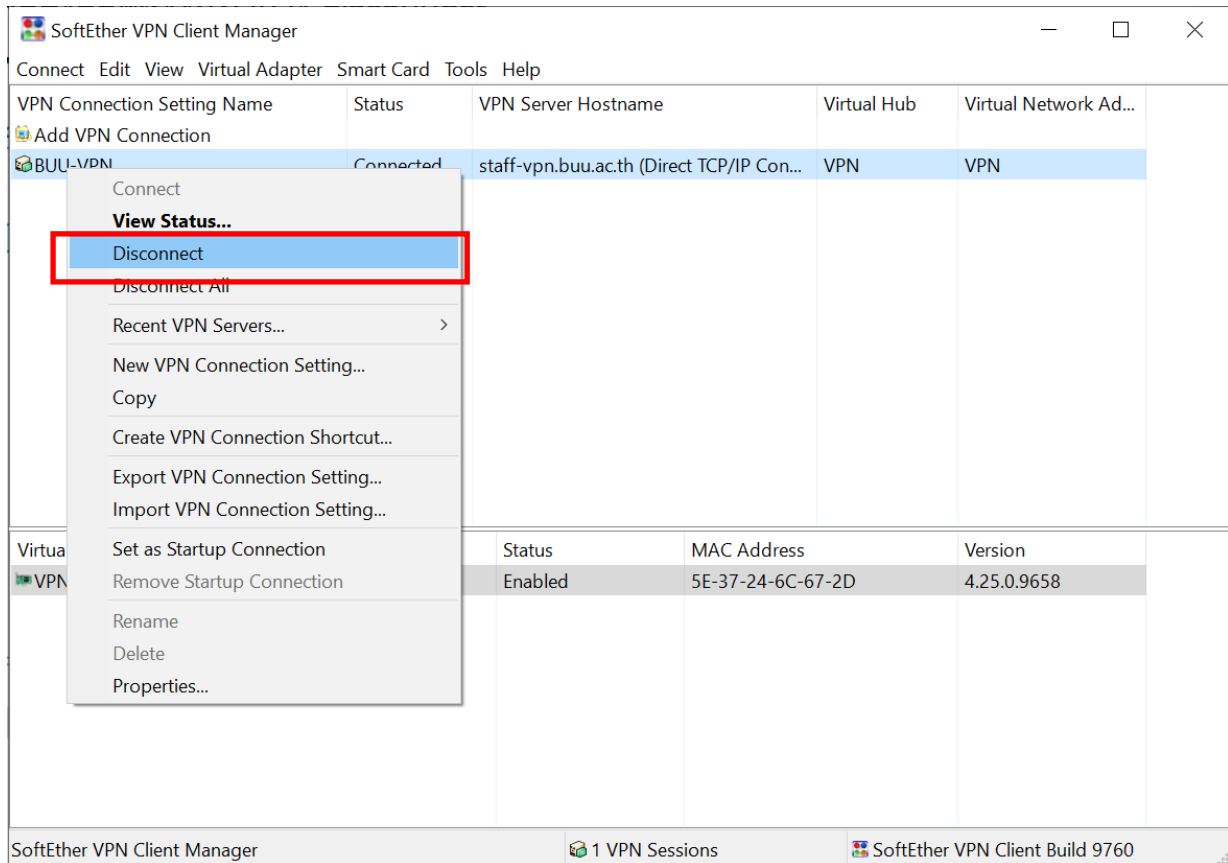 SoftEther VPN Client Manager
Connect Edit View Virtual Adapter Smart Card Tools Help
VPN Connection Setting Name Status VPN Server Hostname Virtual Hub Virtual Network Ad...
Add VPN Connection
BUU-VPN Connected staff-vpn.buu.ac.th (Direct TCP/IP Con... VPN VPN
Connect
View Status...
Disconnect
Disconnect All
Recent VPN Servers...
New VPN Connection Setting...
Copy
Create VPN Connection Shortcut...
Export VPN Connection Setting...
Import VPN Connection Setting...
Set as Startup Connection
Remove Startup Connection
Rename
Delete
Properties...
Virtua Status MAC Address Version
VPN Enabled 5E-37-24-6C-67-2D 4.25.0.9658
SoftEther VPN Client Manager 1 VPN Sessions SoftEther VPN Client Build 9760